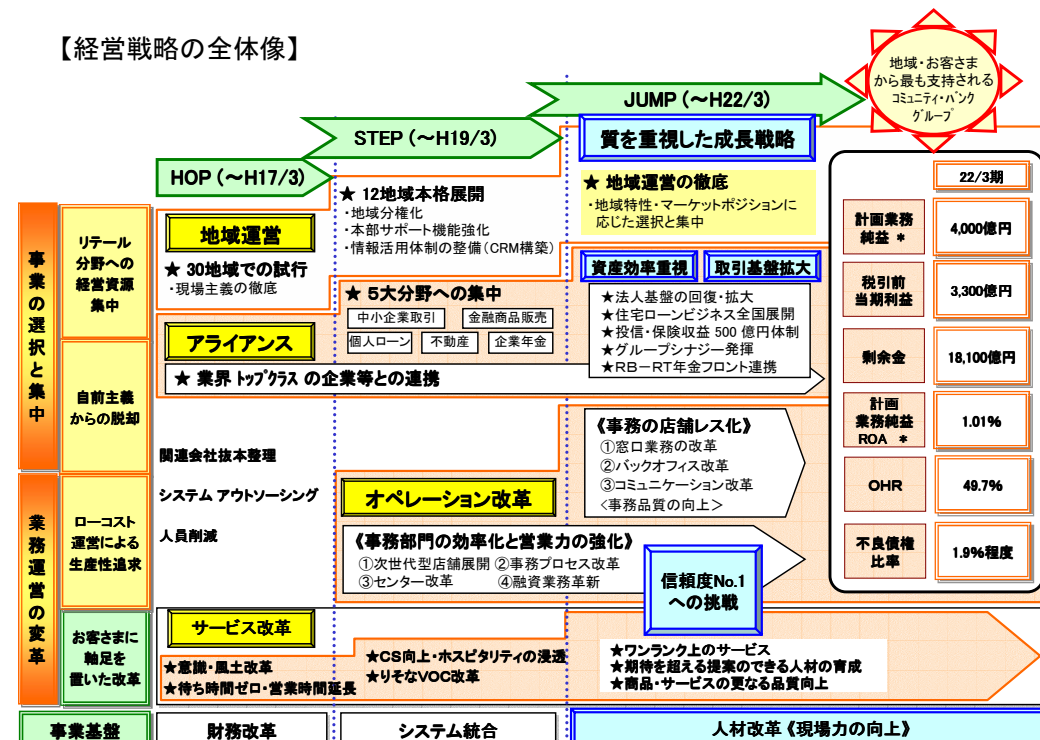 【経営戦略の全体像】
地域・お客さま
から最も支持される
コミュニティ・バンク
グループ
JUMP (～H22/3)
STEP (～H19/3)
HOP (～H17/3)
質を重視した成長戦略
★ 地域運営の徹底
・地域特性・マーケットポジションに
応じた選択と集中
★ 12地域本格展開
・地域分権化
・本部サポート機能強化
・情報活用体制の整備(CRM構築)
地域運営
★ 30地域での試行
・現場主義の徹底
事業の選択と集中
リテール
分野への
経営資源
集中
自前主義
からの脱却
★ 5大分野への集中
中小企業取引
金融商品販売
個人ローン
不動産
企業年金
資産効率重視
取引基盤拡大
★法人基盤の回復・拡大
★住宅ローンビジネス全国展開
★投信・保険収益 500 億円体制
★グループシナジー発揮
★RB－RT年金フロント連携
アライアンス
★ 業界 トップクラス の企業等との連携
関連会社抜本整理
システム アウトソーシング
人員削減
業務運営の変革
ローコスト
運営による
生産性追求
お客さまに
軸足を
置いた改革
オペレーション改革
《事務の店舗レス化》
①窓口業務の改革
②バックオフィス改革
③コミュニケーション改革
<事務品質の向上>
《事務部門の効率化と営業力の強化》
①次世代型店舗展開 ②事務プロセス改革
③センター改革 ④融資業務革新
信頼度No.1
への挑戦
サービス改革
★意識・風土改革
★待ち時間ゼロ・営業時間延長
★CS向上・ホスピタリティの浸透
★りそなVOC改革
★ワンランク上のサービス
★期待を超える提案のできる人材の育成
★商品・サービスの更なる品質向上
22/3期
計画業務
純益 *
4,000億円
税引前
当期利益
3,300億円
剰余金
18,100億円
計画
業務純益
ROA *
1.01%
OHR
49.7%
不良債権
比率
1.9%程度
事業基盤
財務改革
システム統合
人材改革《現場力の向上》